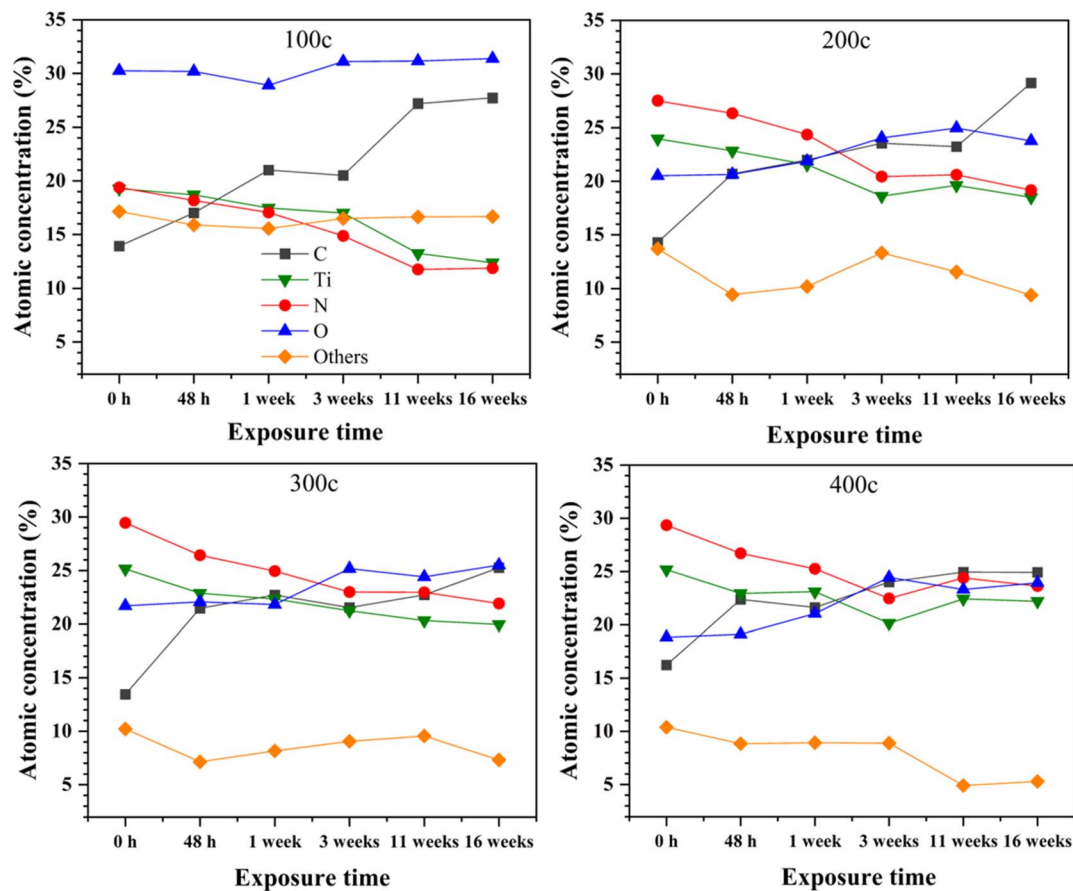 100c
Atomic concentration (%)
35
30
25
20
15
10
5
C
Ti
N
O
Others
0 h 48 h 1 week 3 weeks 11 weeks 16 weeks
Exposure time
200c
Atomic concentration (%)
35
30
25
20
15
10
5
0 h 48 h 1 week 3 weeks 11 weeks 16 weeks
Exposure time
300c
Atomic concentration (%)
35
30
25
20
15
10
5
0 h 48 h 1 week 3 weeks 11 weeks 16 weeks
Exposure time
400c
Atomic concentration (%)
35
30
25
20
15
10
5
0 h 48 h 1 week 3 weeks 11 weeks 16 weeks
Exposure time